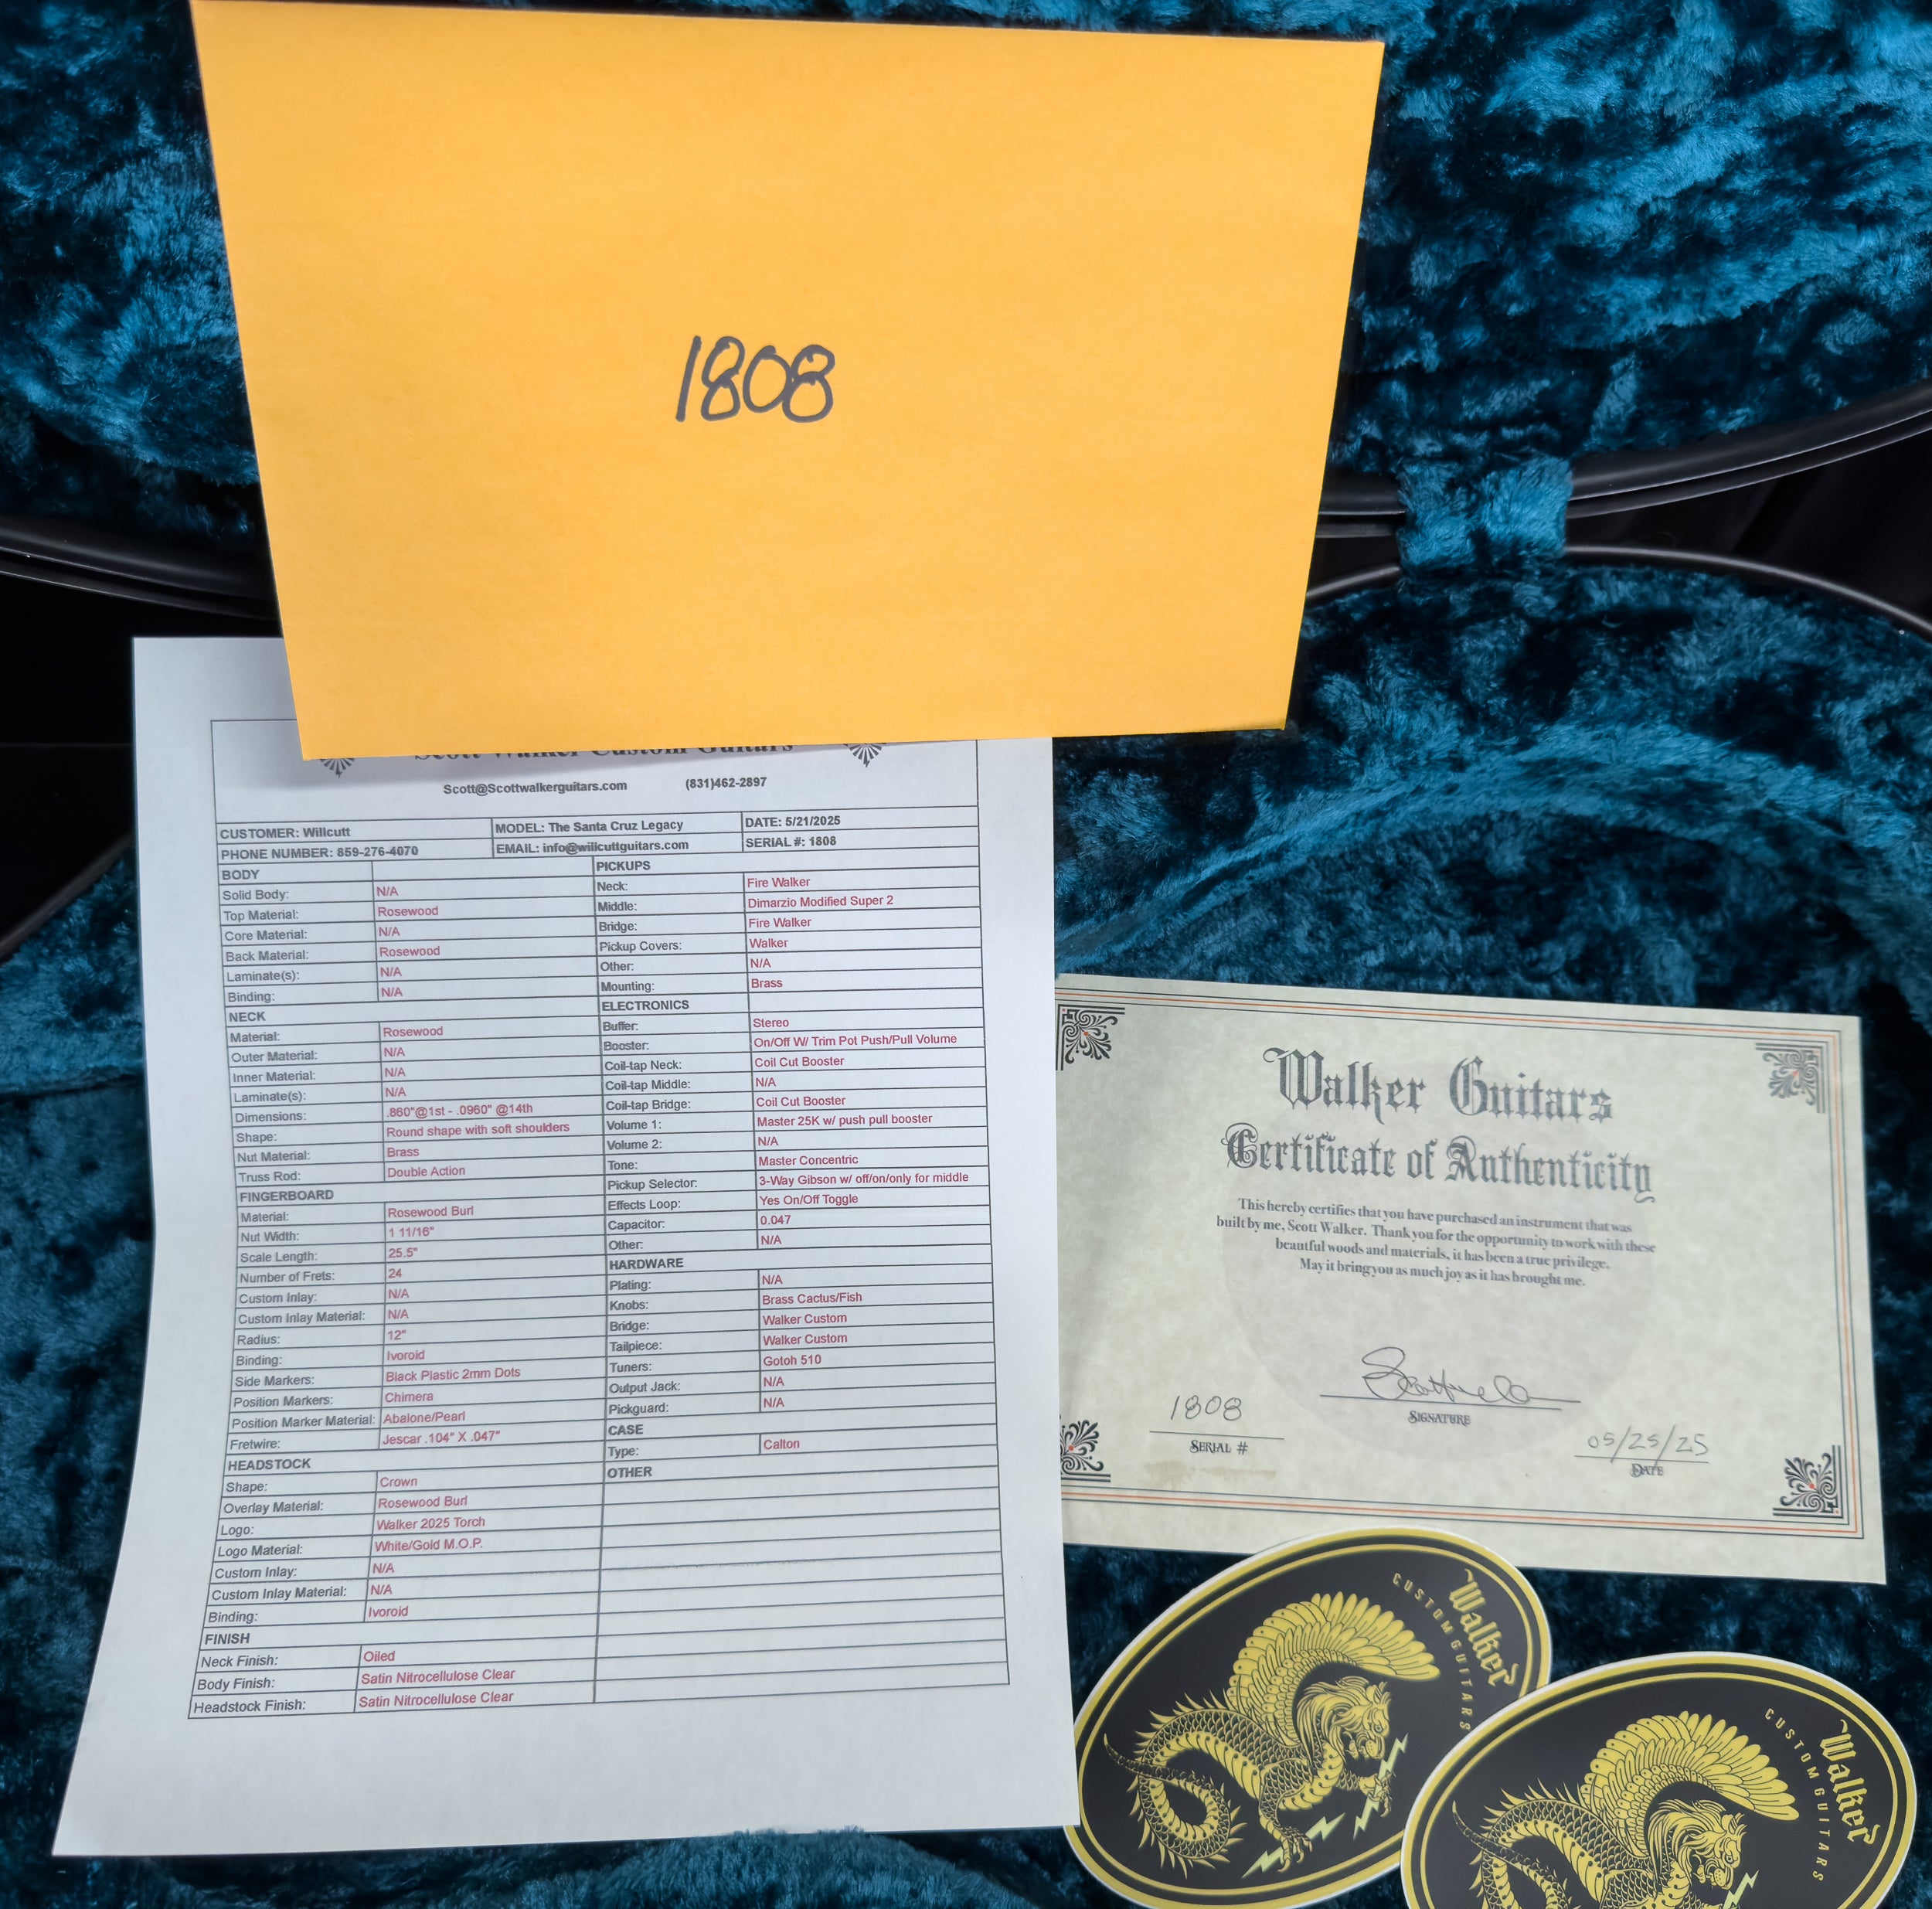 1808
Scott Walker Custom Guitars
Scott@Scottwalkerguitars.com (831)462-2897
CUSTOMER: Willcutt MODEL: The Santa Cruz Legacy DATE: 5/21/2025
PHONE NUMBER: 859-276-4070 EMAIL: info@willcuttguitars.com SERIAL #: 1808
BODY
Solid Body: N/A
Top Material: Rosewood
Core Material: N/A
Back Material: Rosewood
Laminate(s): N/A
Binding: N/A
NECK
Material: Rosewood
Outer Material: N/A
Inner Material: N/A
Laminate(s): N/A
Dimensions: .860"@1st - .0960" @14th
Shape: Round shape with soft shoulders
Nut Material: Brass
Truss Rod: Double Action
FINGERBOARD
Material: Rosewood Burl
Nut Width: 1 11/16"
Scale Length: 25.5"
Number of Frets: 24
Custom Inlay: N/A
Custom Inlay Material: N/A
Radius: 12"
Binding: Ivoroid
Side Markers: Black Plastic 2mm Dots
Position Markers: Chimera
Position Marker Material: Abalone/Pearl
Fretwire: Jescar .104" X .047"
HEADSTOCK
Shape: Crown
Overlay Material: Rosewood Burl
Logo: Walker 2025 Torch
Logo Material: White/Gold M.O.P.
Custom Inlay: N/A
Custom Inlay Material: N/A
Binding: Ivoroid
FINISH
Neck Finish: Oiled
Body Finish: Satin Nitrocellulose Clear
Headstock Finish: Satin Nitrocellulose Clear
PICKUPS
Neck: Fire Walker
Middle: Dimarzio Modified Super 2
Bridge: Fire Walker
Pickup Covers: Walker
Other: N/A
Mounting: Brass
ELECTRONICS
Buffer: Stereo
Booster: On/Off W/ Trim Pot Push/Pull Volume
Coil-tap Neck: Coil Cut Booster
Coil-tap Middle: N/A
Coil-tap Bridge: Coil Cut Booster
Volume 1: Master 25K w/ push pull booster
Volume 2: N/A
Tone: Master Concentric
Pickup Selector: 3-Way Gibson w/ off/on/only for middle
Effects Loop: Yes On/Off Toggle
Capacitor: 0.047
Other: N/A
HARDWARE
Plating: N/A
Knobs: Brass Cactus/Fish
Bridge: Walker Custom
Tailpiece: Walker Custom
Tuners: Gotoh 510
Output Jack: N/A
Pickguard: N/A
CASE
Type: Calton
OTHER
Walker Guitars
Certificate of Authenticity
This hereby certifies that you have purchased an instrument that was
built by me, Scott Walker. Thank you for the opportunity to work with these
beautiful woods and materials, it has been a true privilege.
May it bring you as much joy as it has brought me.
1808
SERIAL #
SIGNATURE
05/25/25
DATE
Walker
CUSTOM GUITARS
Walker
CUSTOM GUITARS